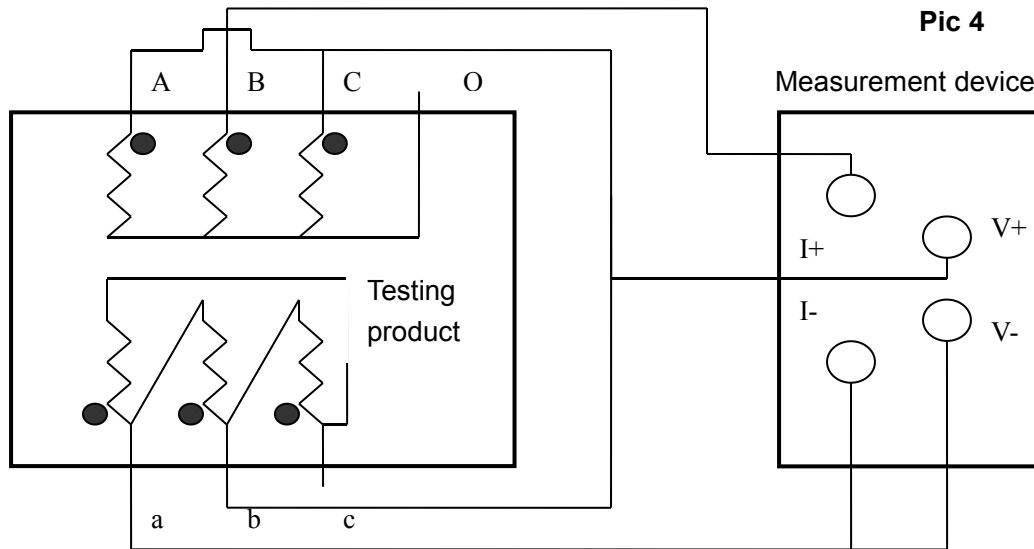 Pic 4
Measurement device
A B C O
I+ V+
I- V-
Testing
product
a b c